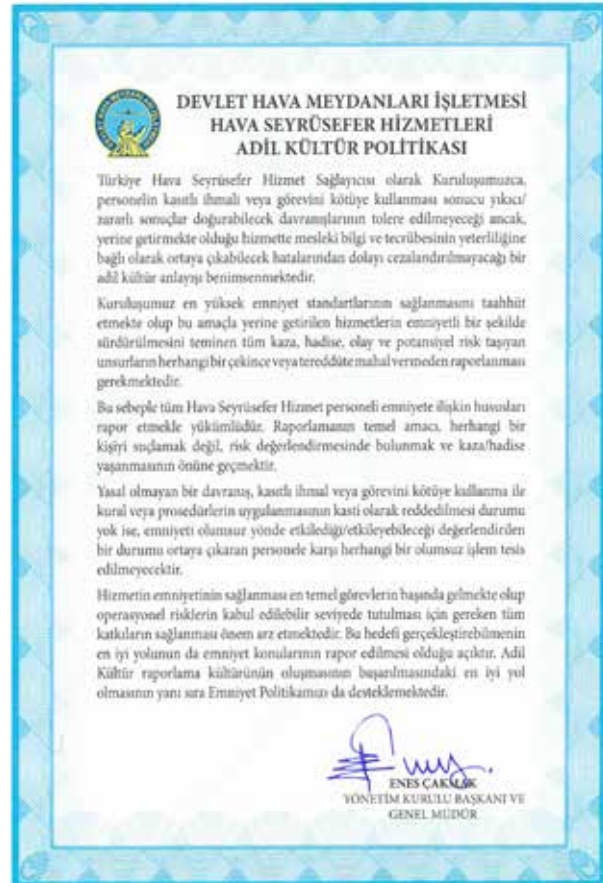 DEVLET HAVA MEYDANLARI İŞLETMESİ
HAVA SEYRÜSEFER HİZMETLERİ
ADİL KÜLTÜR POLİTİKASI
Türkiye Hava Seyrüsefer Hizmet Sağlayıcısı olarak Kuruluşumuzca,
personelin kasıtlı ihmali veya görevini kötüye kullanması sonucu yıkıcı/
zararlı sonuçlar doğurabilecek davranışlarının tolere edilmeyeceği ancak,
yerine getirmekte olduğu hizmette mesleki bilgi ve tecrübesinin yeterliliğine
bağlı olarak ortaya çıkabilecek hatalarından dolayı cezalandırılmayacağı bir
adil kültür anlayışı benimsenmektedir.
Kuruluşumuz en yüksek emniyet standartlarının sağlanmasını taahhüt
etmekte olup bu amaçla yerine getirilen hizmetlerin emniyetli bir şekilde
sürdürülmesini teminen tüm kaza, hadise, olay ve potansiyel risk taşıyan
unsurların herhangi bir çekince veya tereddüte mahal vermeden raporlanması
gerekmektedir.
Bu sebeple tüm Hava Seyrüsefer Hizmet personeli emniyete ilişkin hususları
rapor etmekle yükümlüdür. Raporlamanın temel amacı, herhangi bir
kişiyi suçlamak değil, risk değerlendirmesinde bulunmak ve kaza/hadise
yaşanmasının önüne geçmektir.
Yasal olmayan bir davranış, kasıtlı ihmal veya görevini kötüye kullanma ile
kural veya prosedürlerin uygulanmasının kasti olarak reddedilmesi durumu
yok ise, emniyeti olumsuz yönde etkilediği/etkileyebileceği değerlendirilen
bir durumu ortaya çıkaran personele karşı herhangi bir olumsuz işlem tesis
edilmeyecektir.
Hizmetin emniyetinin sağlanması en temel görevlerin başında gelmekte olup
operasyonel risklerin kabul edilebilir seviyede tutulması için gereken tüm
katkıların sağlanması önem arz etmektedir. Bu hedefi gerçekleştirebilmenin
en iyi yolunun da emniyet konularının rapor edilmesi olduğu açıktır. Adil
Kültür raporlama kültürünün oluşmasının başarılmasındaki en iyi yol
olmasının yanı sıra Emniyet Politikamızı da desteklemektedir.
ENES ÇAKMAK
YÖNETİM KURULU BAŞKANI VE
GENEL MÜDÜR